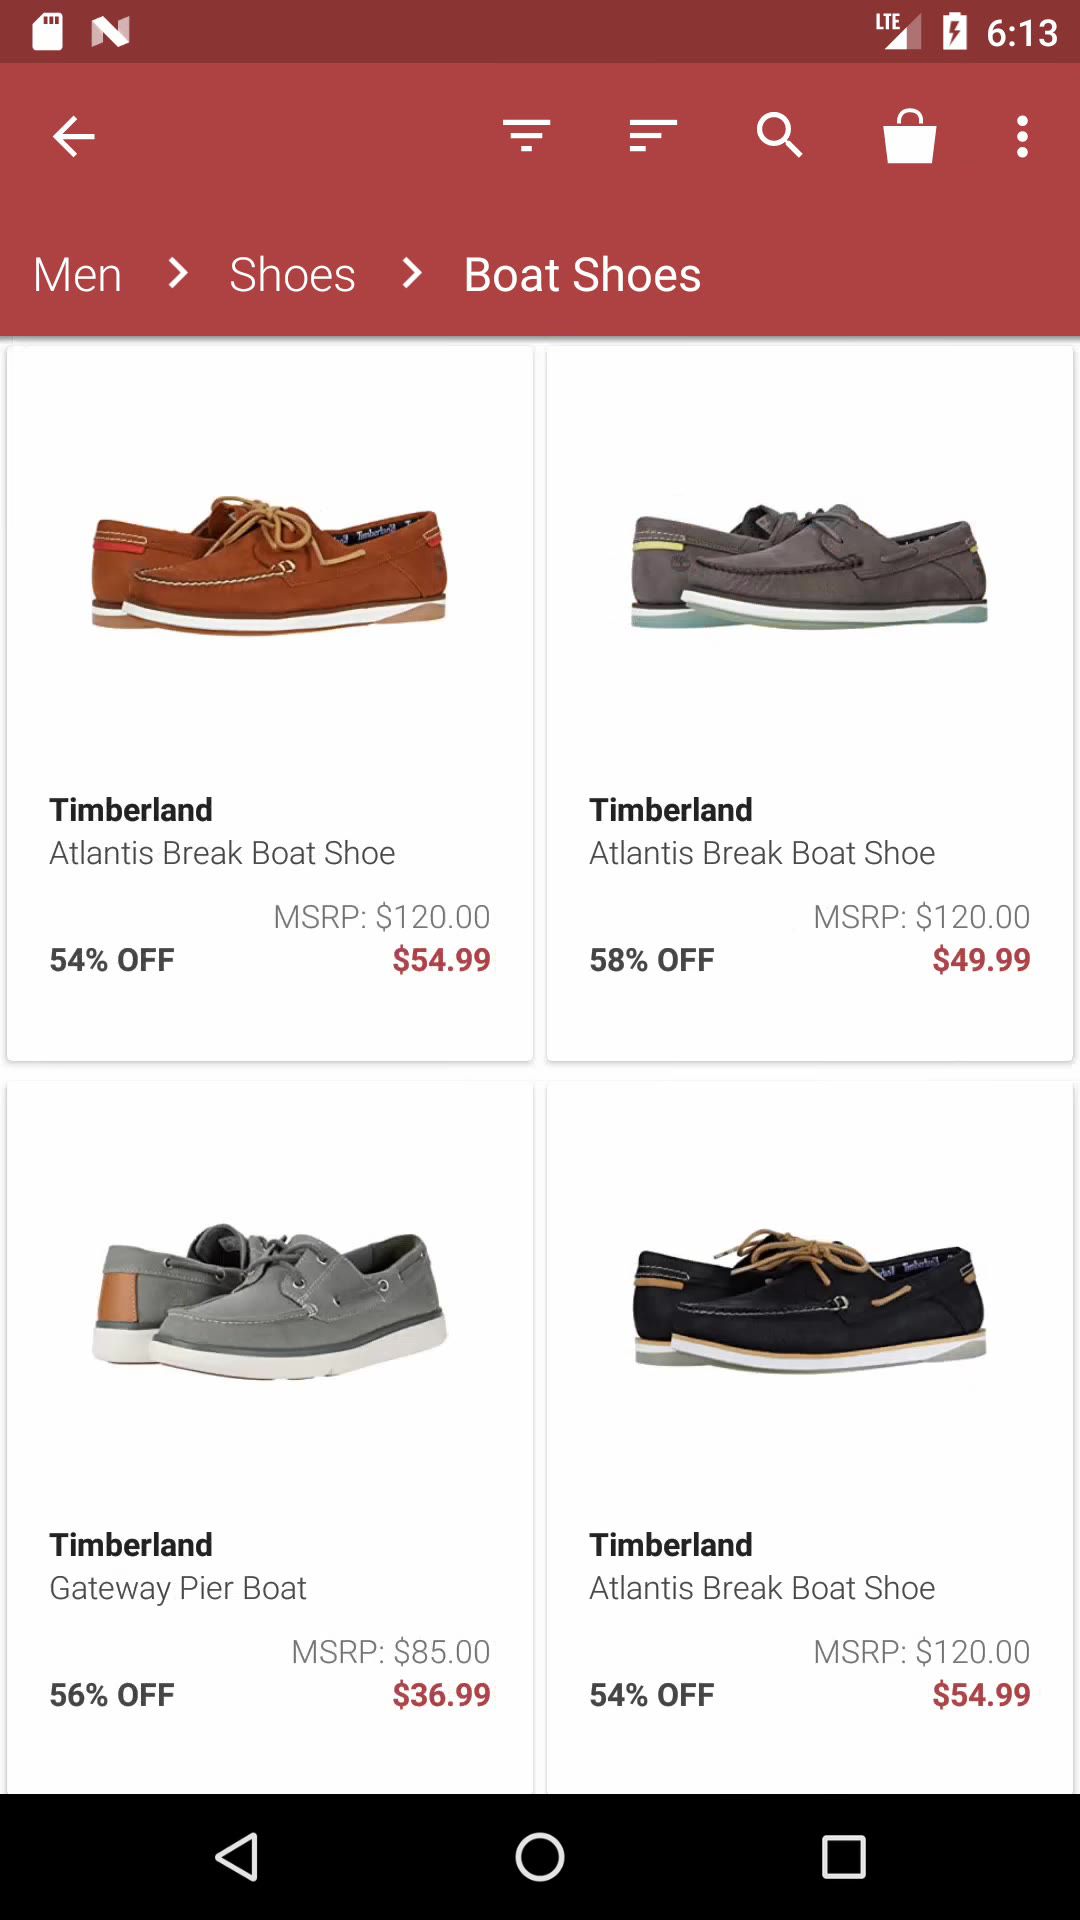 LTE 6:13
Men Shoes Boat Shoes
Timberland
Atlantis Break Boat Shoe
MSRP: $120.00
54% OFF $54.99
Timberland
Atlantis Break Boat Shoe
MSRP: $120.00
58% OFF $49.99
Timberland
Gateway Pier Boat
MSRP: $85.00
56% OFF $36.99
Timberland
Atlantis Break Boat Shoe
MSRP: $120.00
54% OFF $54.99